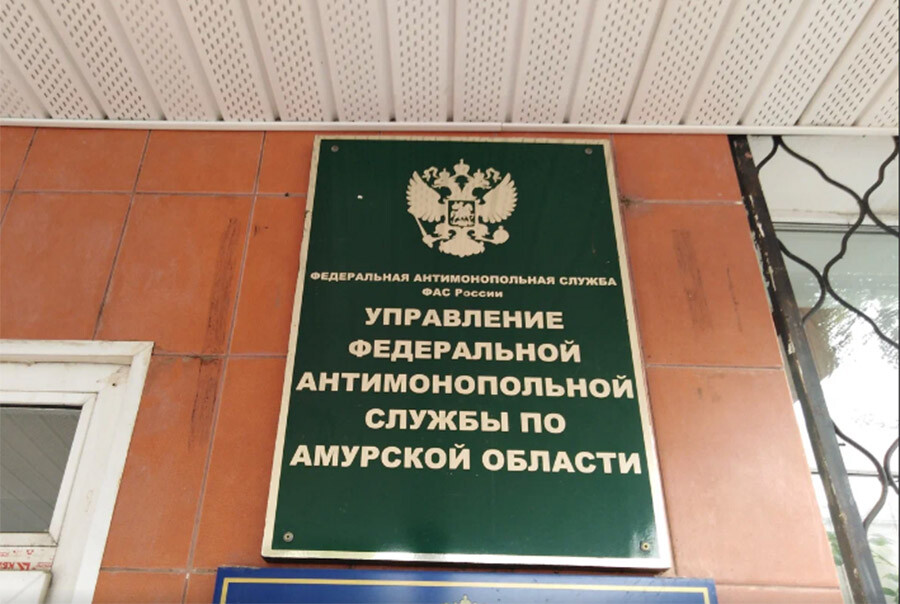 ФЕДЕРАЛЬНАЯ АНТИМОНОПОЛЬНАЯ СЛУЖБА
ФАС России
УПРАВЛЕНИЕ
ФЕДЕРАЛЬНОЙ
АНТИМОНОПОЛЬНОЙ
СЛУЖБЫ ПО
АМУРСКОЙ ОБЛАСТИ